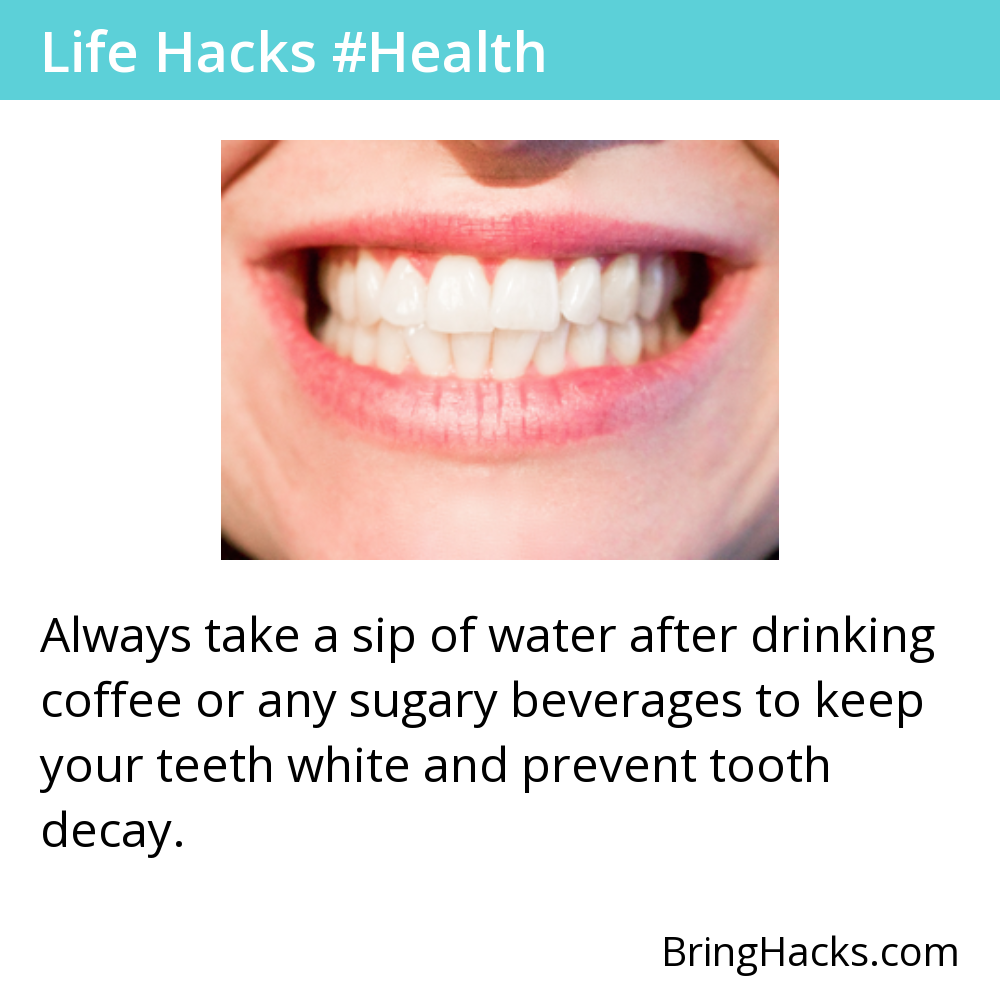 Life Hacks #Health
Always take a sip of water after drinking
coffee or any sugary beverages to keep
your teeth white and prevent tooth
decay.
BringHacks.com